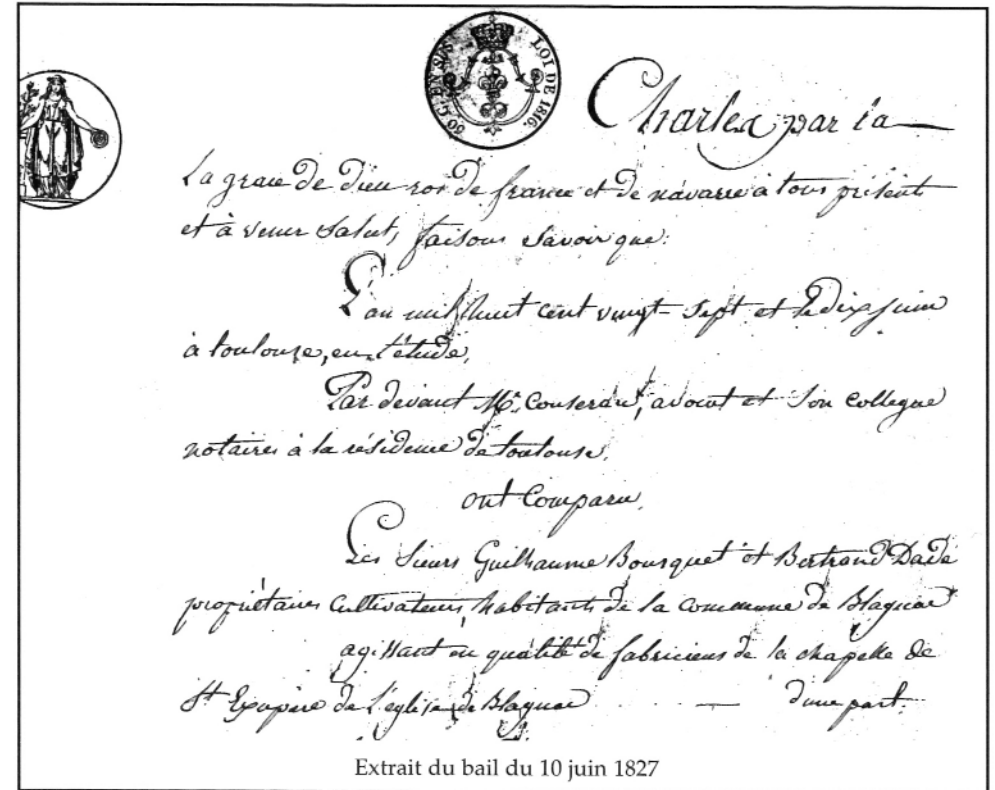 50 C. EN SUS
LOI DE 1816.
Charles par la
La grace de Dieu roi de france et de navarre à tous présents
et à venir Salut, faisons Savoir que:
L'an mil huit cent vingt-Sept et le dix juin
à toulouse, en l'étude,
Par devant Me. Couseran, avocat et Son collegue
notaires à la résidence de toulouse.
ont Comparu,
Les Sieurs Guilhaume Bousquet et Bertrand Dade
propriétaires Cultivateurs, habitants de la commune de Blagnac
agissant en qualité de fabriciens de la chapelle de
St Exupère de L'église de Blagnac d'une part.
Extrait du bail du 10 juin 1827